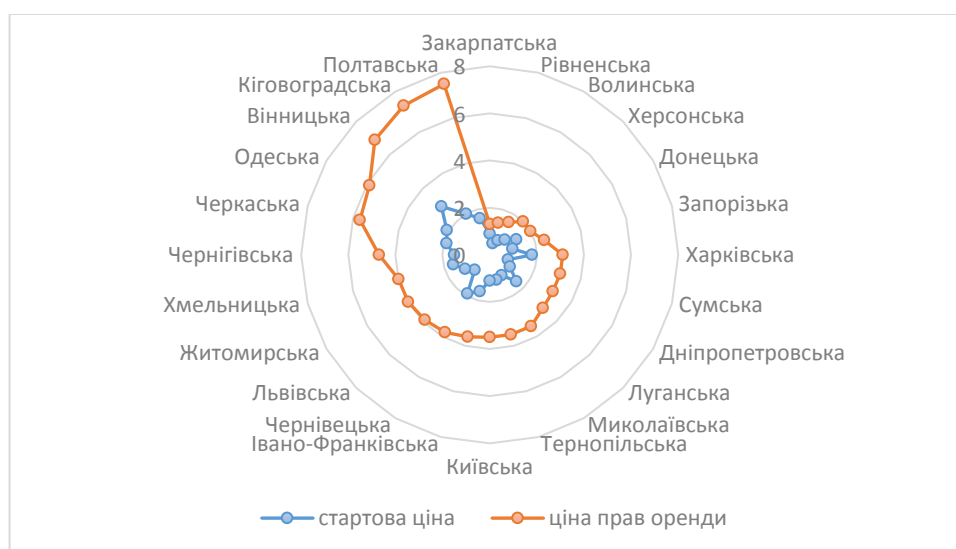 Закарпатська
Полтавська 8 Рівненська
Кіговоградська Волинська
Вінницька 6 Херсонська
Одеська 4 Донецька
Черкаська 2 Запорізька
Чернігівська 0 Харківська
Хмельницька Сумська
Житомирська Дніпропетровська
Львівська Луганська
Чернівецька Миколаївська
Івано-Франківська Тернопільська
Київська
стартова ціна ціна прав оренди